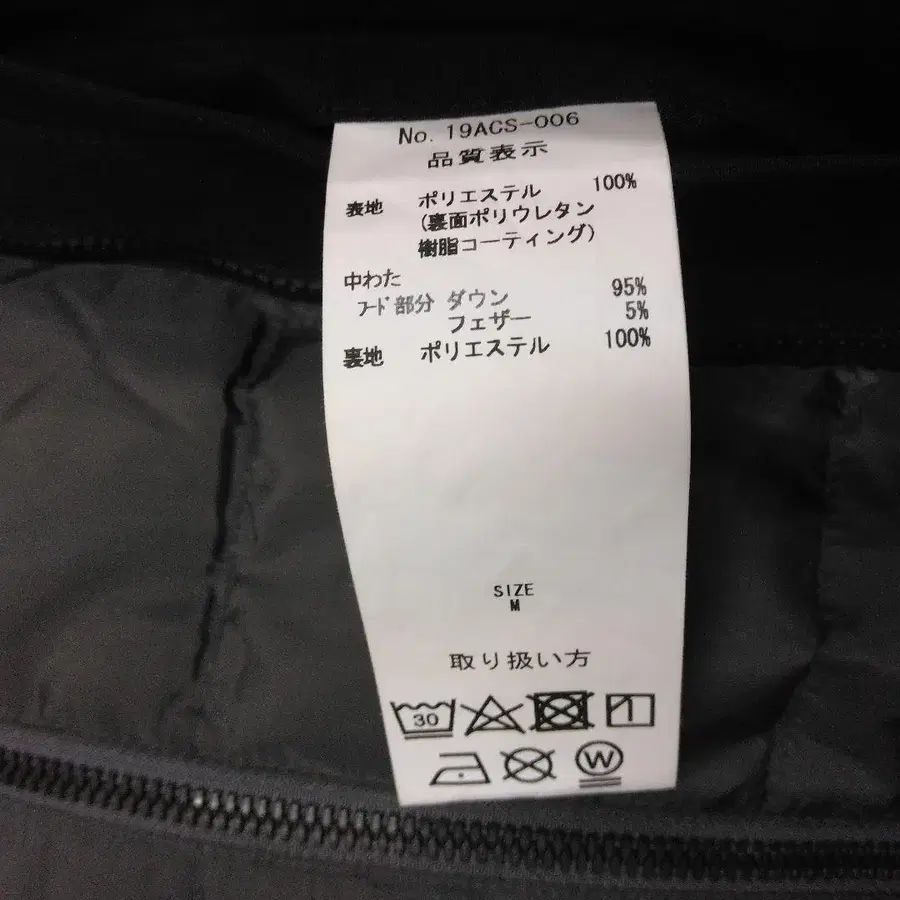 No. 19ACS-006
品質表示
表地 ポリエステル 100%
(裏面ポリウレタン
樹脂コーティング)
中わた
フード部分 ダウン 95%
フェザー 5%
裏地 ポリエステル 100%
SIZE
M
取り扱い方
30
W